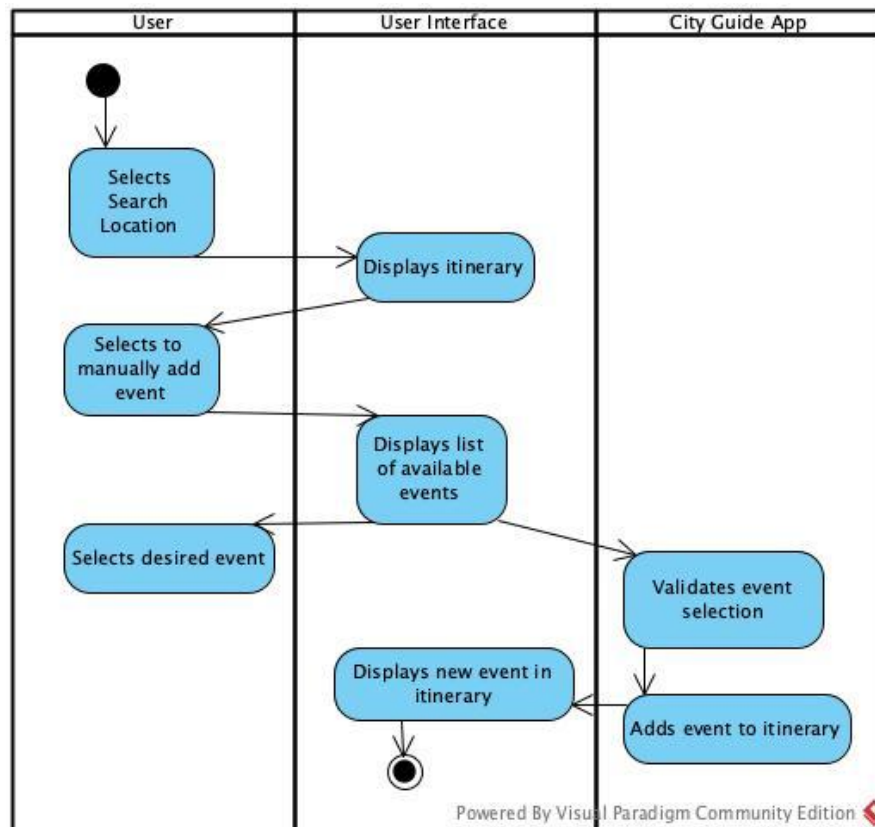 User
User Interface
City Guide App
Selects
Search
Location
Displays itinerary
Selects to
manually add
event
Displays list
of available
events
Selects desired event
Validates event
selection
Displays new event in
itinerary
Adds event to itinerary
Powered By Visual Paradigm Community Edition